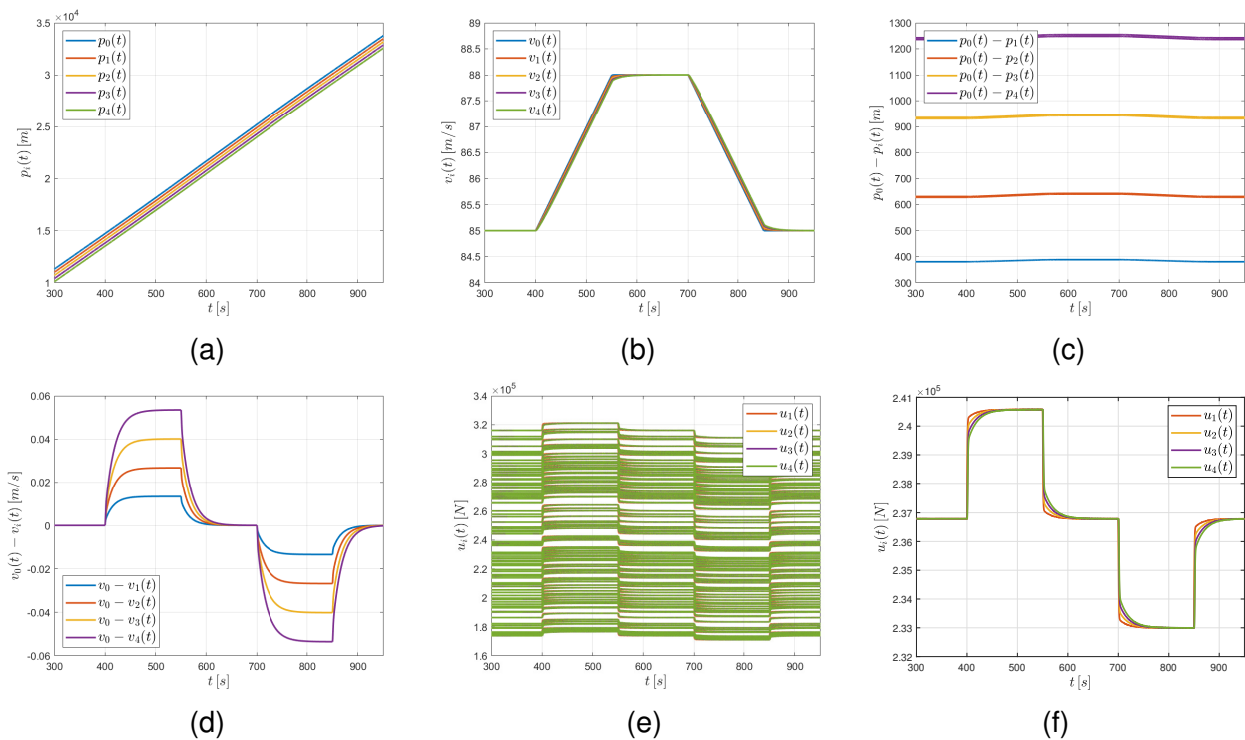 ×10⁴
3.5
3
2.5
2
1.5
1
300 400 500 600 700 800 900
t [s]
p_i(t) [m]
p_0(t)
p_1(t)
p_2(t)
p_3(t)
p_4(t)
(a)
89
88
87
86
85
84
88
84.5
300 400 500 600 700 800 900
t [s]
v_i(t) [m/s]
v_0(t)
v_1(t)
v_2(t)
v_3(t)
v_4(t)
(b)
1300
1200
1100
1000
900
800
700
600
500
400
300
300 400 500 600 700 800 900
t [s]
p_0(t) − p_i(t) [m]
p_0(t) − p_1(t)
p_0(t) − p_2(t)
p_0(t) − p_3(t)
p_0(t) − p_4(t)
(c)
0.06
0.04
0.02
0
-0.02
-0.04
-0.06
300 400 500 600 700 800 900
t [s]
v_0(t) − v_i(t) [m/s]
v_0 − v_1(t)
v_0 − v_2(t)
v_0 − v_3(t)
v_0 − v_4(t)
(d)
×10⁵
3.4
3.2
3
2.8
2.6
2.4
2.2
2
1.8
1.6
300 400 500 600 700 800 900
t [s]
u_i(t) [N]
u_1(t)
u_2(t)
u_3(t)
u_4(t)
(e)
×10⁵
2.41
2.4
2.39
2.38
2.37
2.36
2.35
2.34
2.33
2.32
300 400 500 600 700 800 900
t [s]
u_i(t) [N]
u_1(t)
u_2(t)
u_3(t)
u_4(t)
(f)